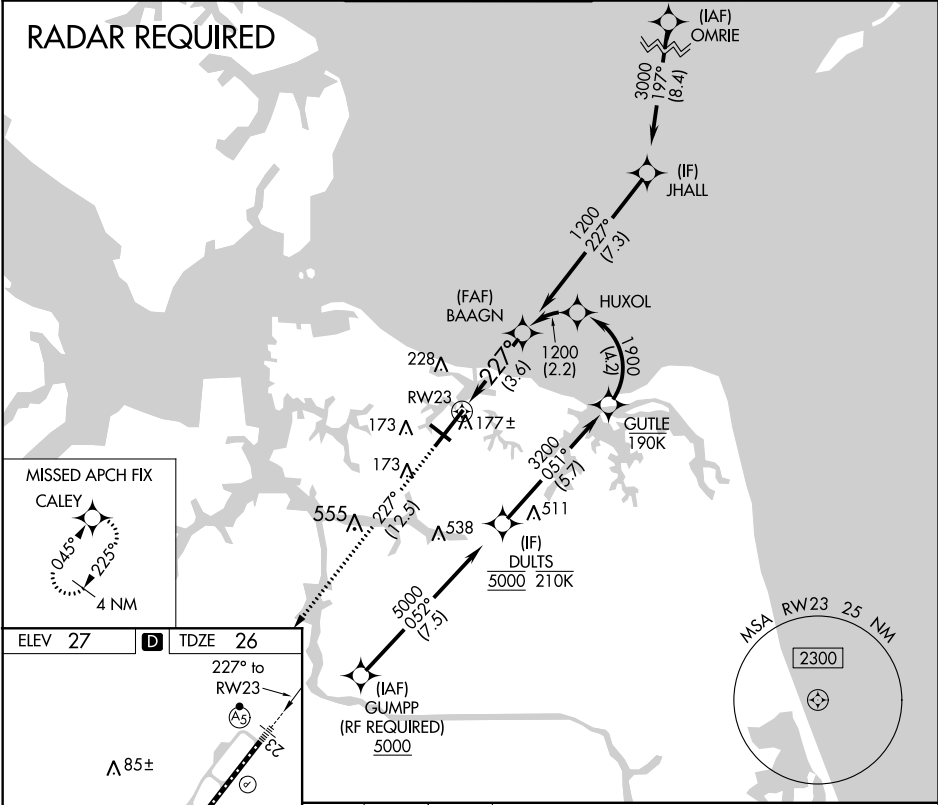 RADAR REQUIRED
(IAF)
OMRIE
3000
197°
(8.4)
(IF)
JHALL
1200
227°
(7.3)
(FAF)
BAAGN
HUXOL
1200
(2.2)
1900
(4.2)
227°
(3.6)
228
RW23
177±
173
GUTLE
190K
173
3200
051°
(5.7)
227°
(12.5)
555
538
511
(IF)
DULTS
5000 210K
MISSED APCH FIX
CALEY
045°
225°
4 NM
5000
052°
(7.5)
(IAF)
GUMPP
(RF REQUIRED)
5000
MSA RW23 25 NM
2300
ELEV 27 D TDZE 26
227° to
RW23
A5
23
85±
P